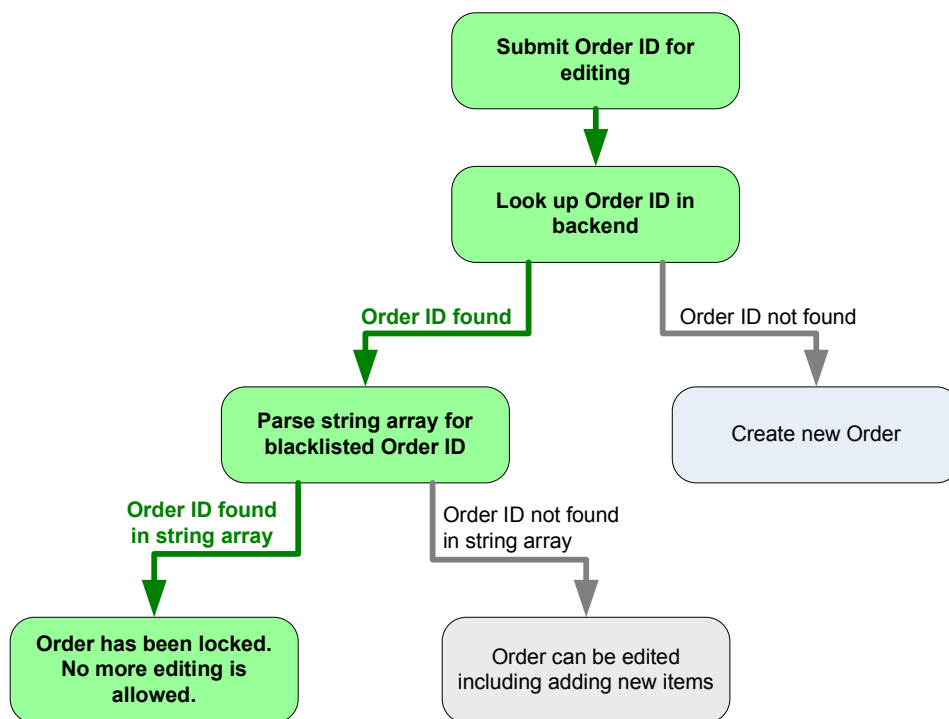 Submit Order ID for
editing
Look up Order ID in
backend
Order ID found
Order ID not found
Parse string array for
blacklisted Order ID
Create new Order
Order ID found
in string array
Order ID not found
in string array
Order has been locked.
No more editing is
allowed.
Order can be edited
including adding new items